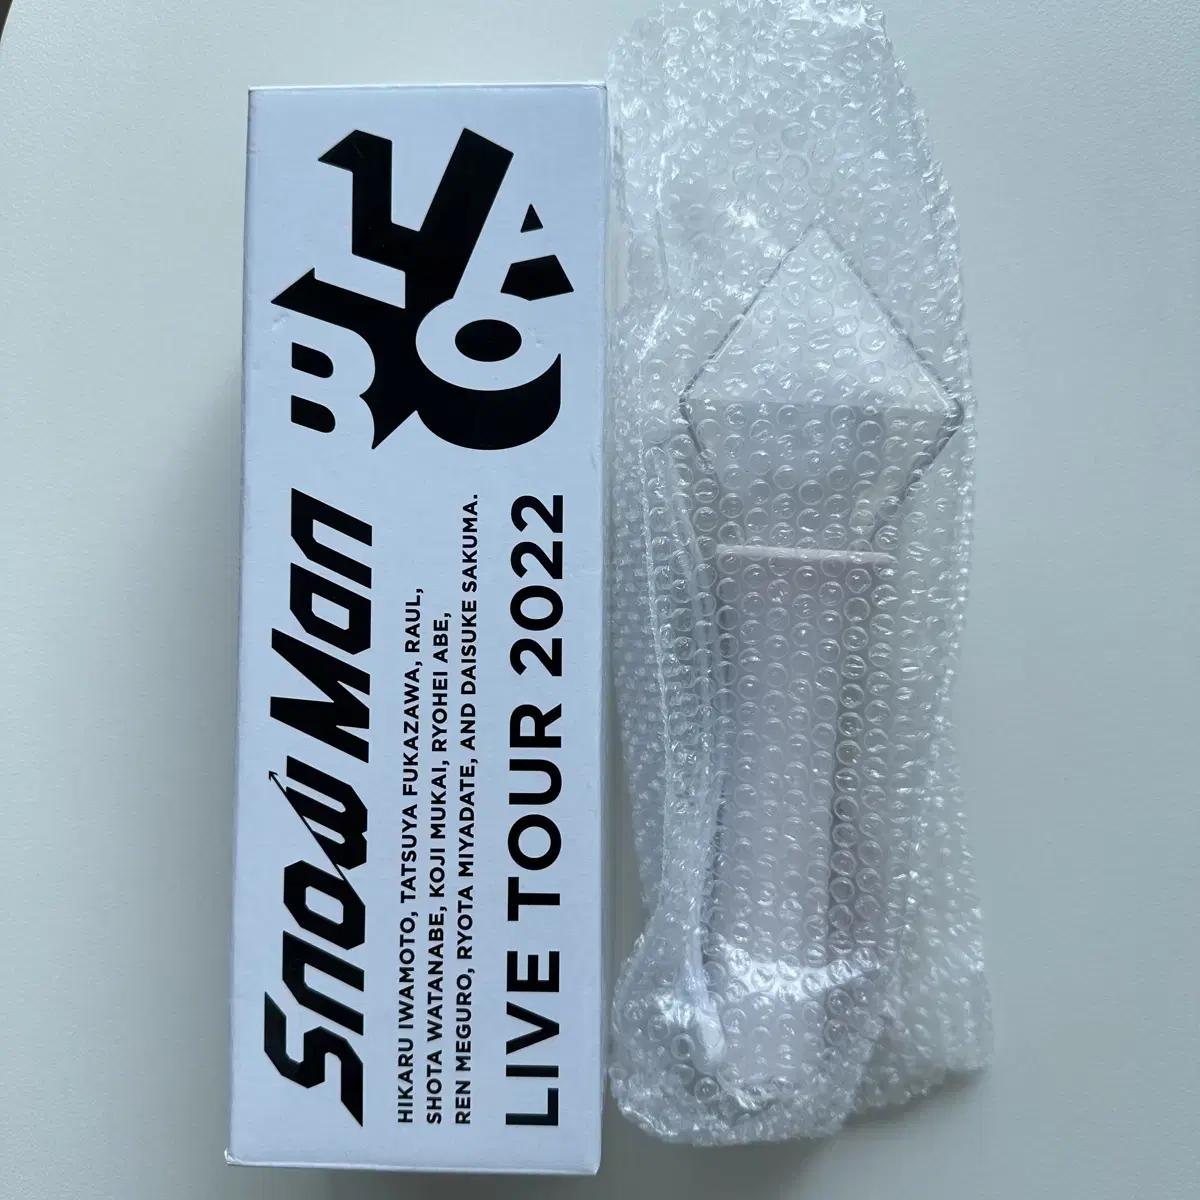 Snow Man
HIKARU IWAMOTO, TATSUYA FUKAZAWA, RAUL,
SHOTA WATANABE, KOJI MUKAI, RYOHEI ABE,
REN MEGURO, RYOTA MIYADATE, AND DAISUKE SAKUMA.
LIVE TOUR 2022